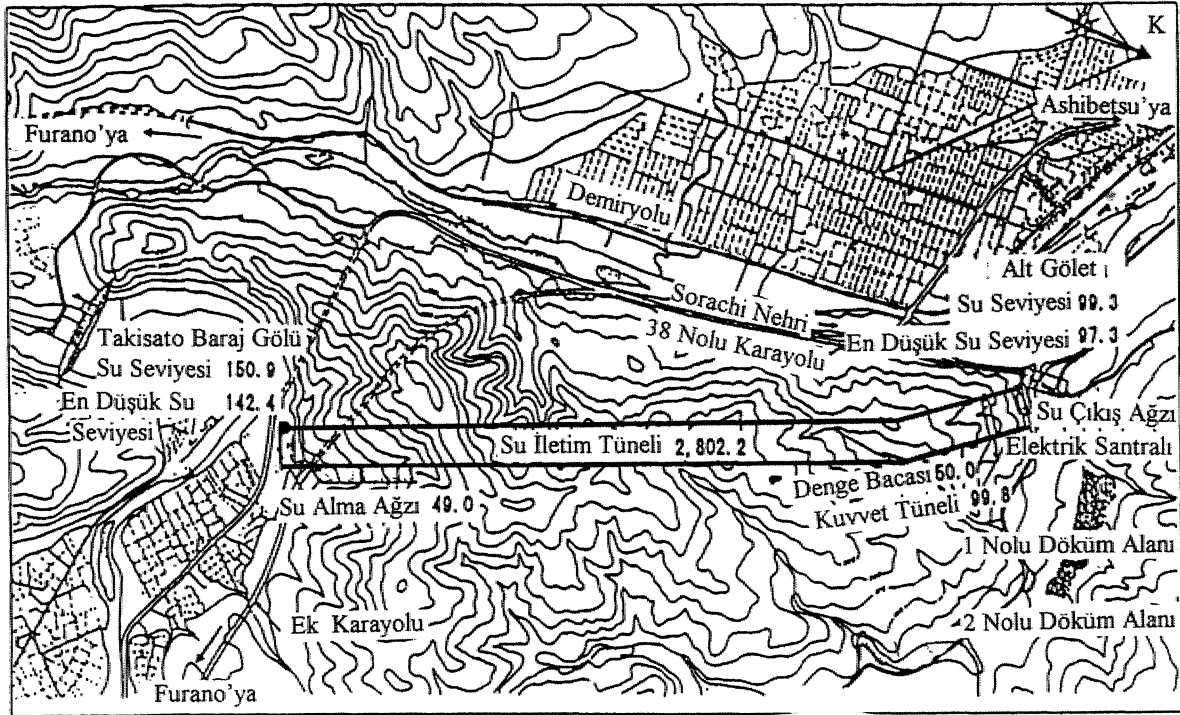 K
Furano'ya
Ashibetsu'ya
Demiryolu
Alt Gölet
Su Seviyesi 99.3
Sorachi Nehri
En Düşük Su Seviyesi 97.3
38 Nolu Karayolu
Takisato Baraj Gölü
Su Seviyesi 150.9
En Düşük Su 142.4
Seviyesi
Su Çıkış Ağzı
Su İletim Tüneli 2,802.2
Elektrik Santralı
Denge Bacası 60.0
Kuvvet Tüneli 99.8
Su Alma Ağzı 49.0
1 Nolu Döküm Alanı
Ek Karayolu
2 Nolu Döküm Alanı
Furano'ya